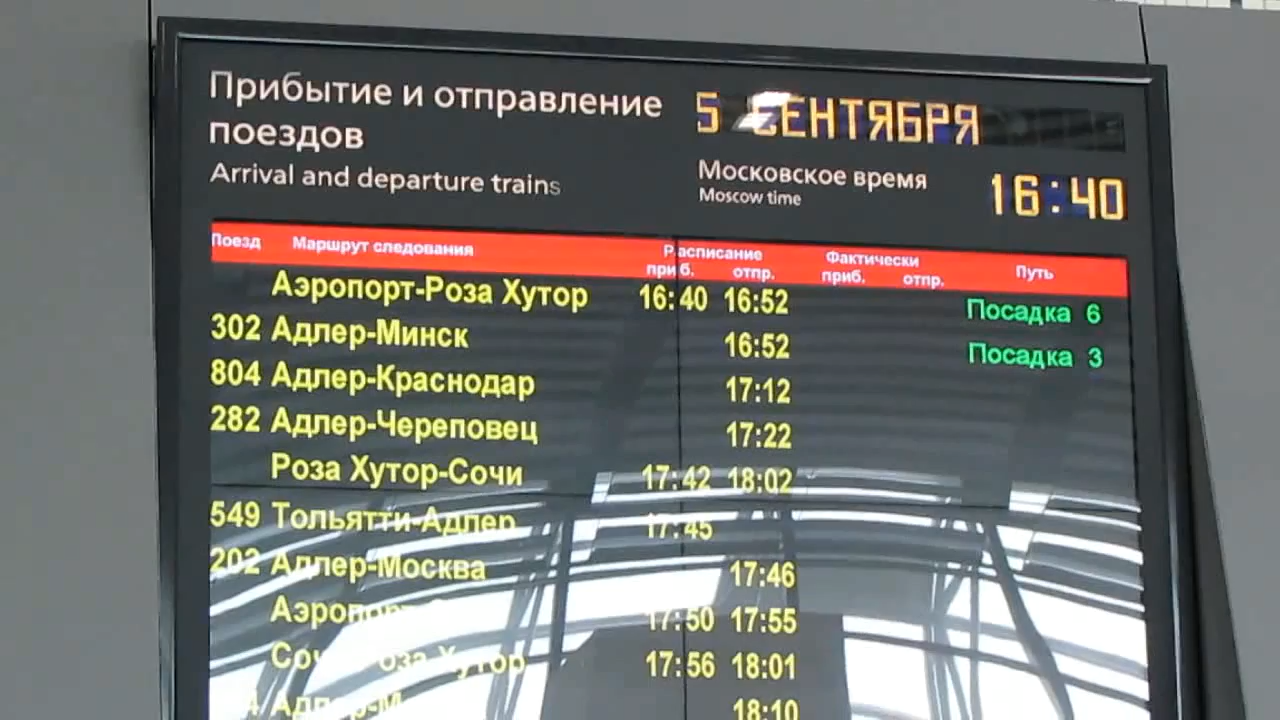 Прибытие и отправление
поездов
Arrival and departure trains
5 СЕНТЯБРЯ
Московское время
Moscow time
16:40
Поезд Маршрут следования Расписание Фактически Путь
приб. отпр. приб. отпр.
Аэропорт-Роза Хутор 16:40 16:52 Посадка 6
302 Адлер-Минск 16:52 Посадка 3
804 Адлер-Краснодар 17:12
282 Адлер-Череповец 17:22
Роза Хутор-Сочи 17:42 18:02
549 Тольятти-Адлер 17:45
202 Адлер-Москва 17:46
17:50 17:55
Сочи-Роза Хутор 17:56 18:01
18:10